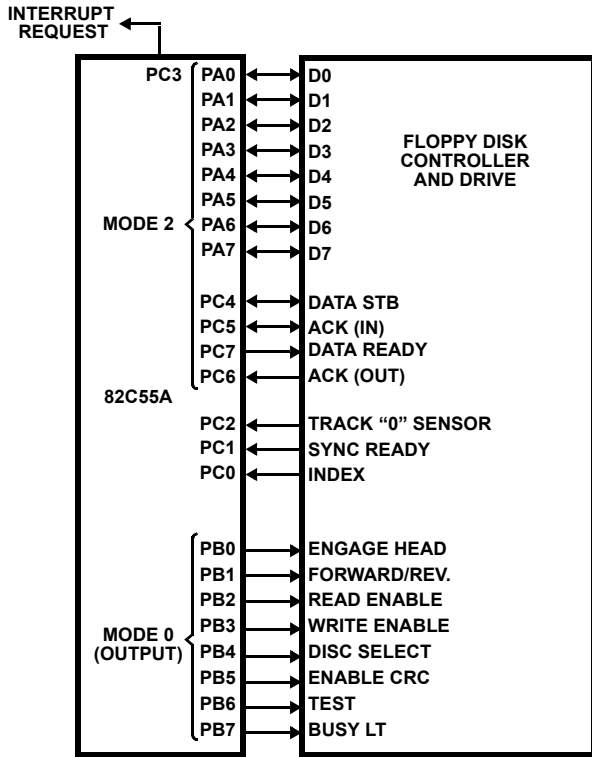 INTERRUPT
REQUEST
PC3 PA0 D0
PA1 D1
PA2 D2
PA3 D3
PA4 D4
PA5 D5
PA6 D6
PA7 D7
MODE 2
FLOPPY DISK
CONTROLLER
AND DRIVE
PC4 DATA STB
PC5 ACK (IN)
PC7 DATA READY
PC6 ACK (OUT)
82C55A
PC2 TRACK “0” SENSOR
PC1 SYNC READY
PC0 INDEX
PB0 ENGAGE HEAD
PB1 FORWARD/REV.
PB2 READ ENABLE
PB3 WRITE ENABLE
PB4 DISC SELECT
PB5 ENABLE CRC
PB6 TEST
PB7 BUSY LT
MODE 0
(OUTPUT)